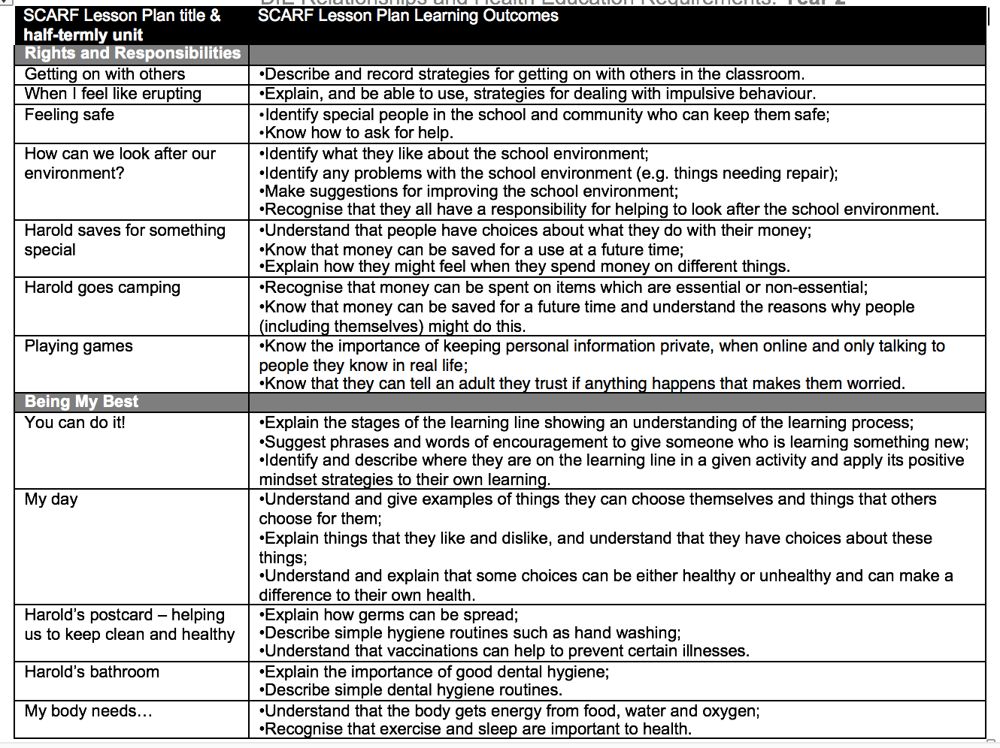 DfE Relationships and Health Education Requirements: Year 2
SCARF Lesson Plan title &
half-termly unit
SCARF Lesson Plan Learning Outcomes
Rights and Responsibilities
Getting on with others
•Describe and record strategies for getting on with others in the classroom.
When I feel like erupting
•Explain, and be able to use, strategies for dealing with impulsive behaviour.
Feeling safe
•Identify special people in the school and community who can keep them safe;
•Know how to ask for help.
How can we look after our
environment?
•Identify what they like about the school environment;
•Identify any problems with the school environment (e.g. things needing repair);
•Make suggestions for improving the school environment;
•Recognise that they all have a responsibility for helping to look after the school environment.
Harold saves for something
special
•Understand that people have choices about what they do with their money;
•Know that money can be saved for a use at a future time;
•Explain how they might feel when they spend money on different things.
Harold goes camping
•Recognise that money can be spent on items which are essential or non-essential;
•Know that money can be saved for a future time and understand the reasons why people
(including themselves) might do this.
Playing games
•Know the importance of keeping personal information private, when online and only talking to
people they know in real life;
•Know that they can tell an adult they trust if anything happens that makes them worried.
Being My Best
You can do it!
•Explain the stages of the learning line showing an understanding of the learning process;
•Suggest phrases and words of encouragement to give someone who is learning something new;
•Identify and describe where they are on the learning line in a given activity and apply its positive
mindset strategies to their own learning.
My day
•Understand and give examples of things they can choose themselves and things that others
choose for them;
•Explain things that they like and dislike, and understand that they have choices about these
things;
•Understand and explain that some choices can be either healthy or unhealthy and can make a
difference to their own health.
Harold's postcard – helping
us to keep clean and healthy
•Explain how germs can be spread;
•Describe simple hygiene routines such as hand washing;
•Understand that vaccinations can help to prevent certain illnesses.
Harold's bathroom
•Explain the importance of good dental hygiene;
•Describe simple dental hygiene routines.
My body needs…
•Understand that the body gets energy from food, water and oxygen;
•Recognise that exercise and sleep are important to health.